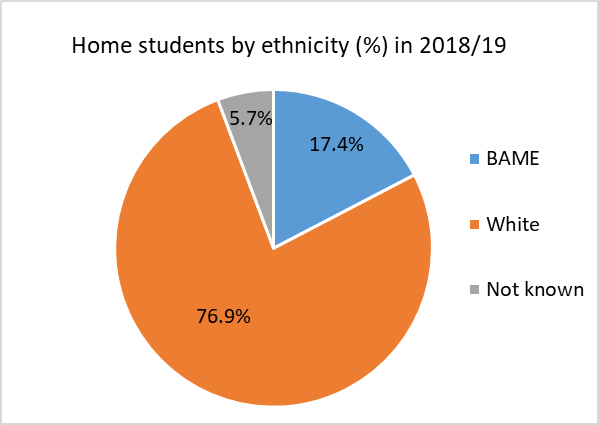 Home students by ethnicity (%) in 2018/19
5.7%
17.4%
76.9%
BAME
White
Not known